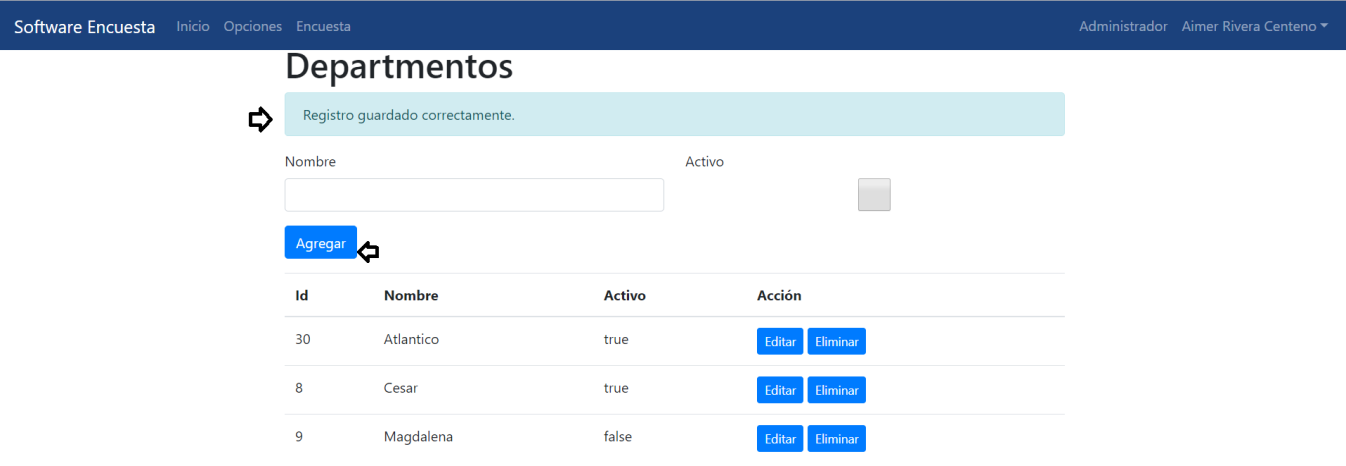 Software Encuesta Inicio Opciones Encuesta Administrador Aimer Rivera Centeno
Departmentos
Registro guardado correctamente.
Nombre Activo
Agregar
Id Nombre Activo Acción
30 Atlantico true Editar Eliminar
8 Cesar true Editar Eliminar
9 Magdalena false Editar Eliminar